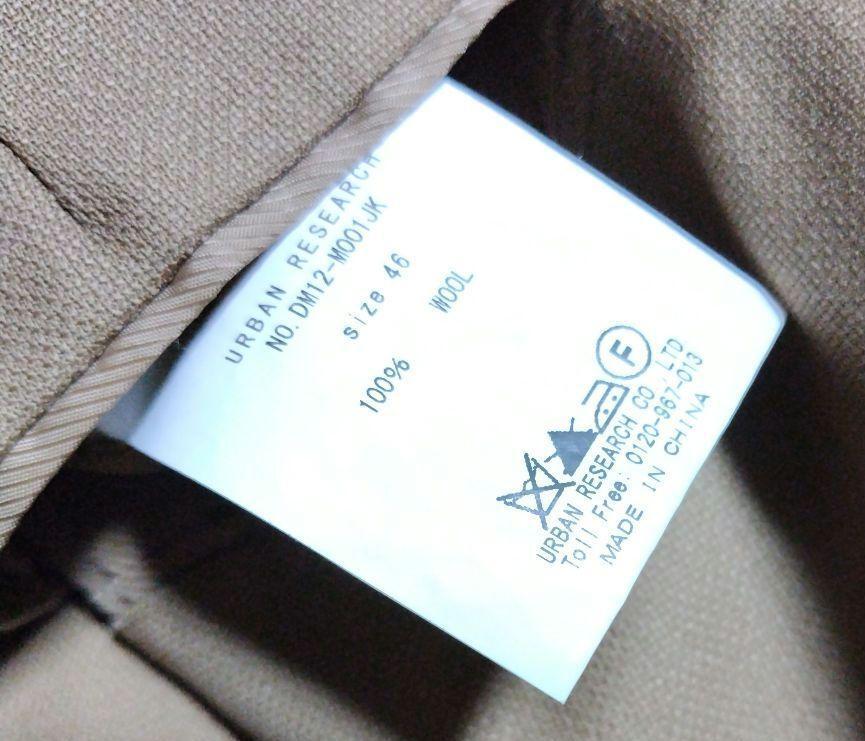 URBAN RESEARCH
NO. DM12-M001JK
size 46
100% WOOL
F
URBAN RESEARCH CO., LTD
Toll Free: 0120-967-013
MADE IN CHINA